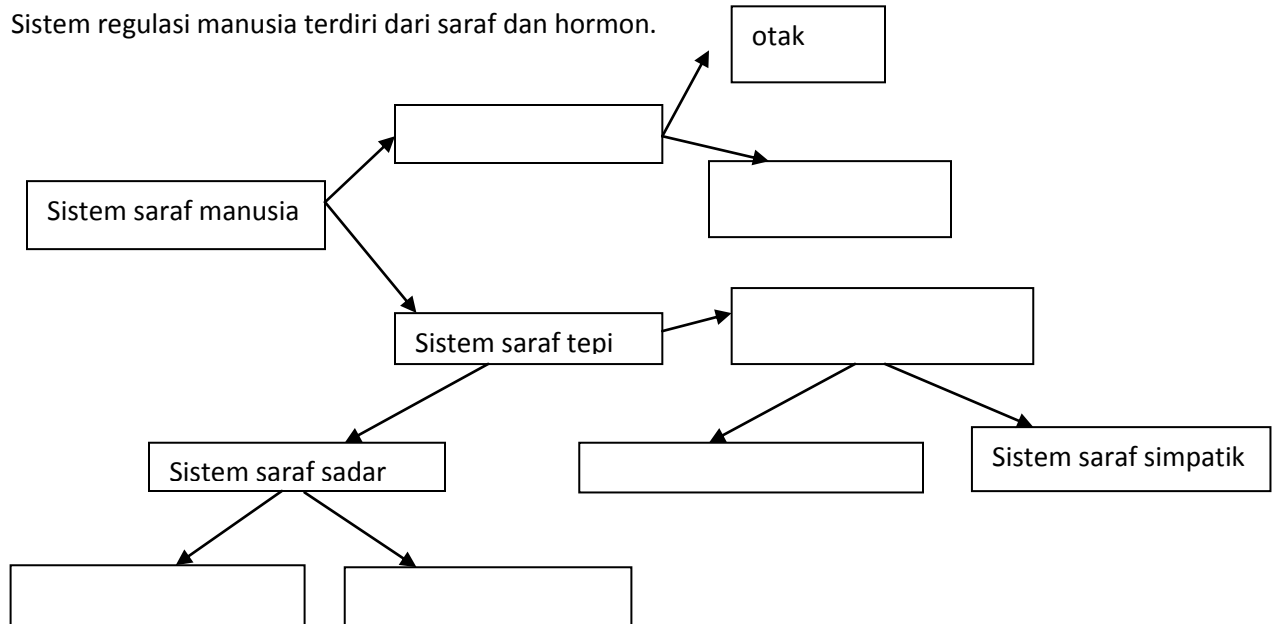 Sistem regulasi manusia terdiri dari saraf dan hormon.
otak
Sistem saraf manusia
Sistem saraf tepi
Sistem saraf sadar
Sistem saraf simpatik